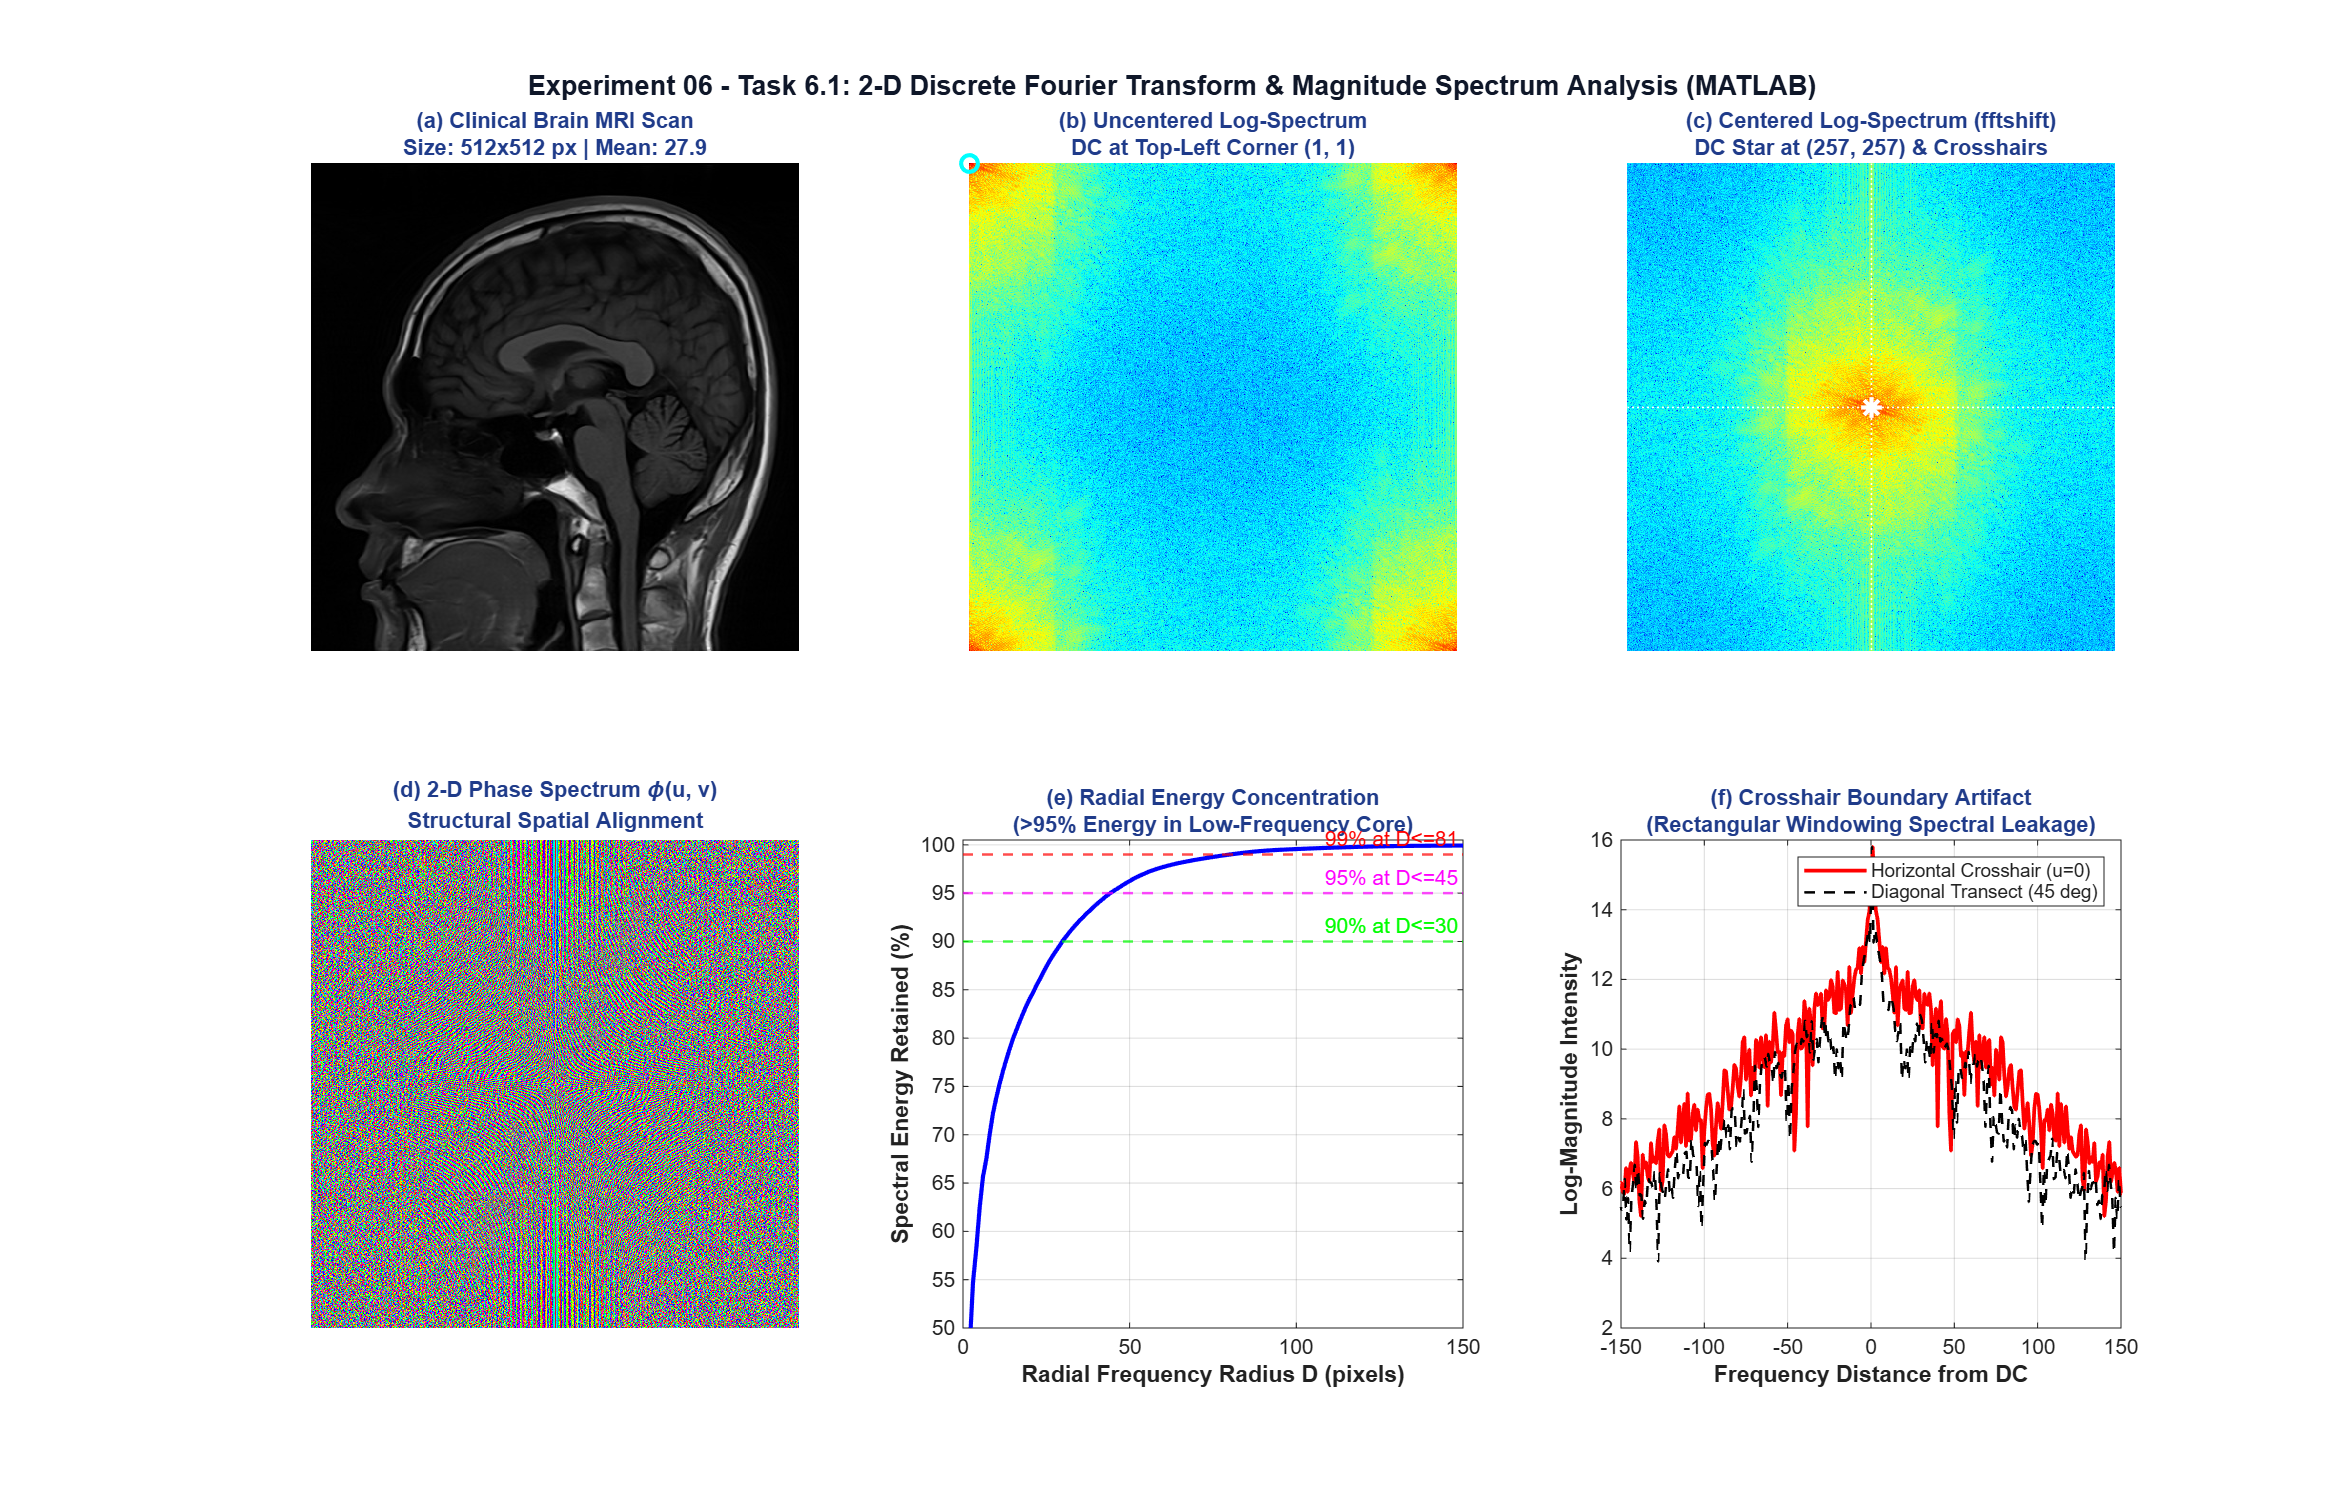 Experiment 06 - Task 6.1: 2-D Discrete Fourier Transform & Magnitude Spectrum Analysis (MATLAB)
(a) Clinical Brain MRI Scan
Size: 512x512 px | Mean: 27.9
(b) Uncentered Log-Spectrum
DC at Top-Left Corner (1, 1)
(c) Centered Log-Spectrum (fftshift)
DC Star at (257, 257) & Crosshairs
(d) 2-D Phase Spectrum ϕ(u, v)
Structural Spatial Alignment
(e) Radial Energy Concentration
(>95% Energy in Low-Frequency Core)
99% at D<=81
95% at D<=45
90% at D<=30
100
95
90
85
80
75
70
65
60
55
50
0 50 100 150
Spectral Energy Retained (%)
Radial Frequency Radius D (pixels)
(f) Crosshair Boundary Artifact
(Rectangular Windowing Spectral Leakage)
Horizontal Crosshair (u=0)
Diagonal Transect (45 deg)
16
14
12
10
8
6
4
2
-150 -100 -50 0 50 100 150
Log-Magnitude Intensity
Frequency Distance from DC